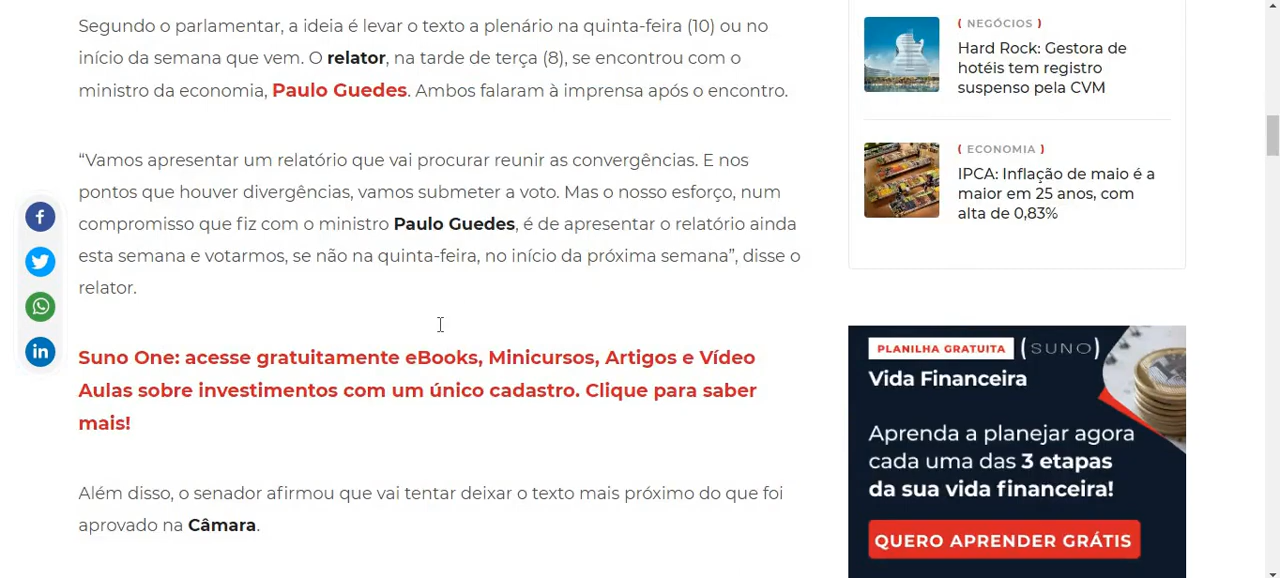 Segundo o parlamentar, a ideia é levar o texto a plenário na quinta-feira (10) ou no
início da semana que vem. O relator, na tarde de terça (8), se encontrou com o
ministro da economia, Paulo Guedes. Ambos falaram à imprensa após o encontro.
“Vamos apresentar um relatório que vai procurar reunir as convergências. E nos
pontos que houver divergências, vamos submeter a voto. Mas o nosso esforço, num
compromisso que fiz com o ministro Paulo Guedes, é de apresentar o relatório ainda
esta semana e votarmos, se não na quinta-feira, no início da próxima semana”, disse o
relator.
Suno One: acesse gratuitamente eBooks, Minicursos, Artigos e Vídeo
Aulas sobre investimentos com um único cadastro. Clique para saber
mais!
Além disso, o senador afirmou que vai tentar deixar o texto mais próximo do que foi
aprovado na Câmara.
( NEGÓCIOS )
Hard Rock: Gestora de
hotéis tem registro
suspenso pela CVM
( ECONOMIA )
IPCA: Inflação de maio é a
maior em 25 anos, com
alta de 0,83%
PLANILHA GRATUITA (SUNO)
Vida Financeira
Aprenda a planejar agora
cada uma das 3 etapas
da sua vida financeira!
QUERO APRENDER GRÁTIS